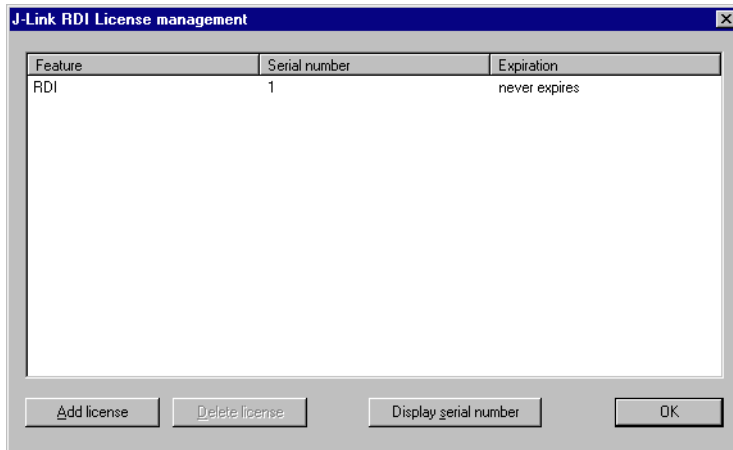 J-Link RDI License management
Feature Serial number Expiration
RDI 1 never expires
Add license Delete license Display serial number OK